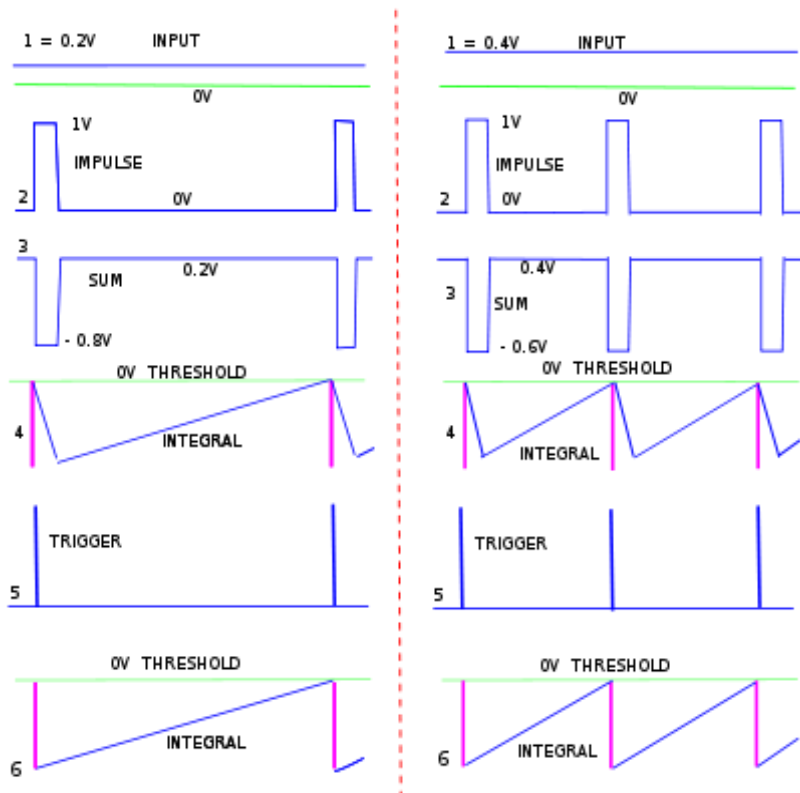 1 = 0.2V INPUT
0V
1V
IMPULSE
2 0V
3
0.2V
SUM
- 0.8V
0V THRESHOLD
4
INTEGRAL
TRIGGER
5
0V THRESHOLD
INTEGRAL
6
1 = 0.4V INPUT
0V
1V
IMPULSE
2 0V
0.4V
3
SUM
- 0.6V
0V THRESHOLD
4
INTEGRAL
TRIGGER
5
0V THRESHOLD
6 INTEGRAL